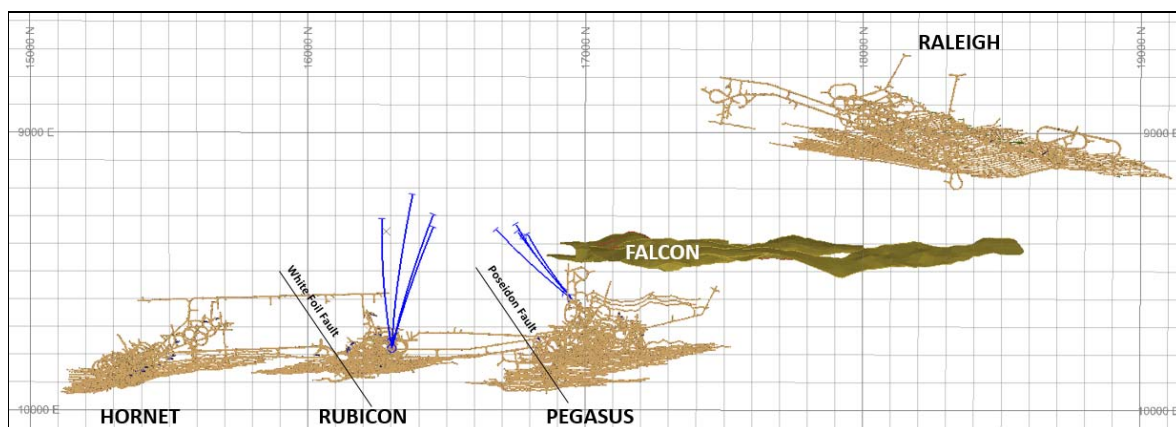 15000 N
16000 N
17000 N
18000 N
19000 N
RALEIGH
9000 E
9000 E
FALCON
White Foil Fault
Poseidon Fault
10000 E
10000 E
HORNET
RUBICON
PEGASUS